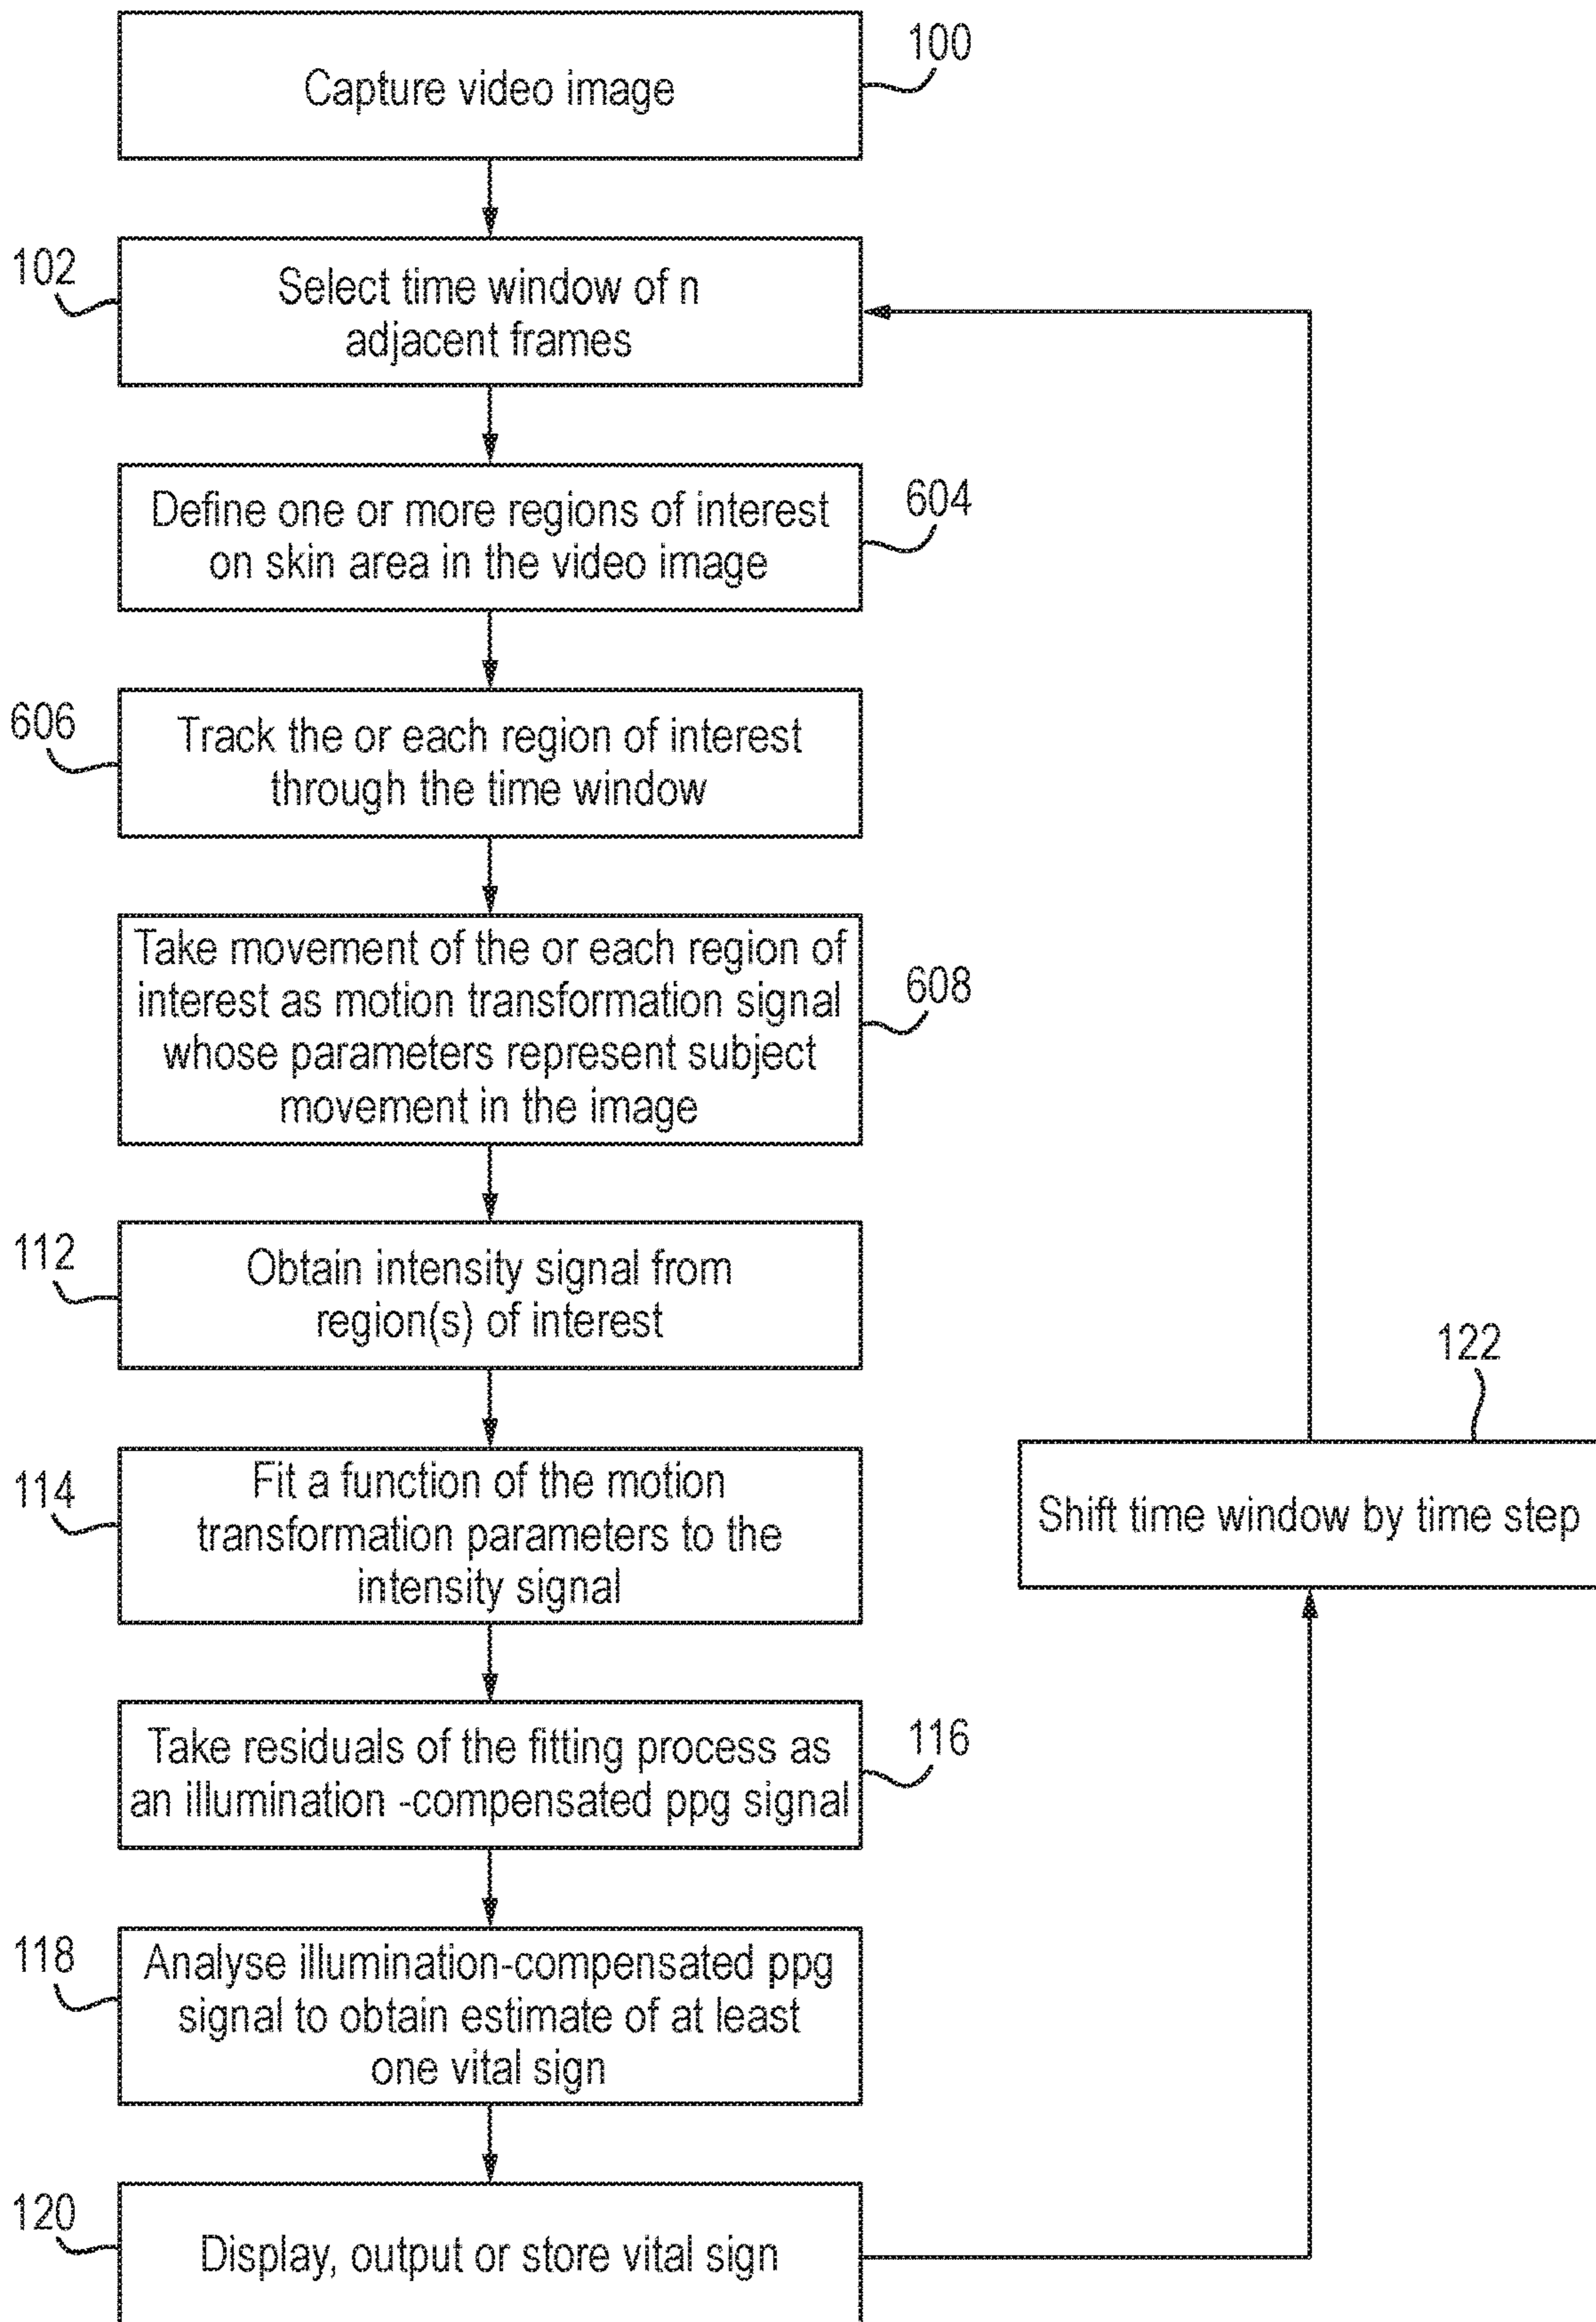 Capture video image
100
102
Select time window of n
adjacent frames
Define one or more regions of interest
on skin area in the video image
604
606
Track the or each region of interest
through the time window
Take movement of the or each region of
interest as motion transformation signal
whose parameters represent subject
movement in the image
608
112
Obtain intensity signal from
region(s) of interest
114
Fit a function of the motion
transformation parameters to the
intensity signal
122
Shift time window by time step
Take residuals of the fitting process as
an illumination -compensated ppg signal
116
118
Analyse illumination-compensated ppg
signal to obtain estimate of at least
one vital sign
120
Display, output or store vital sign